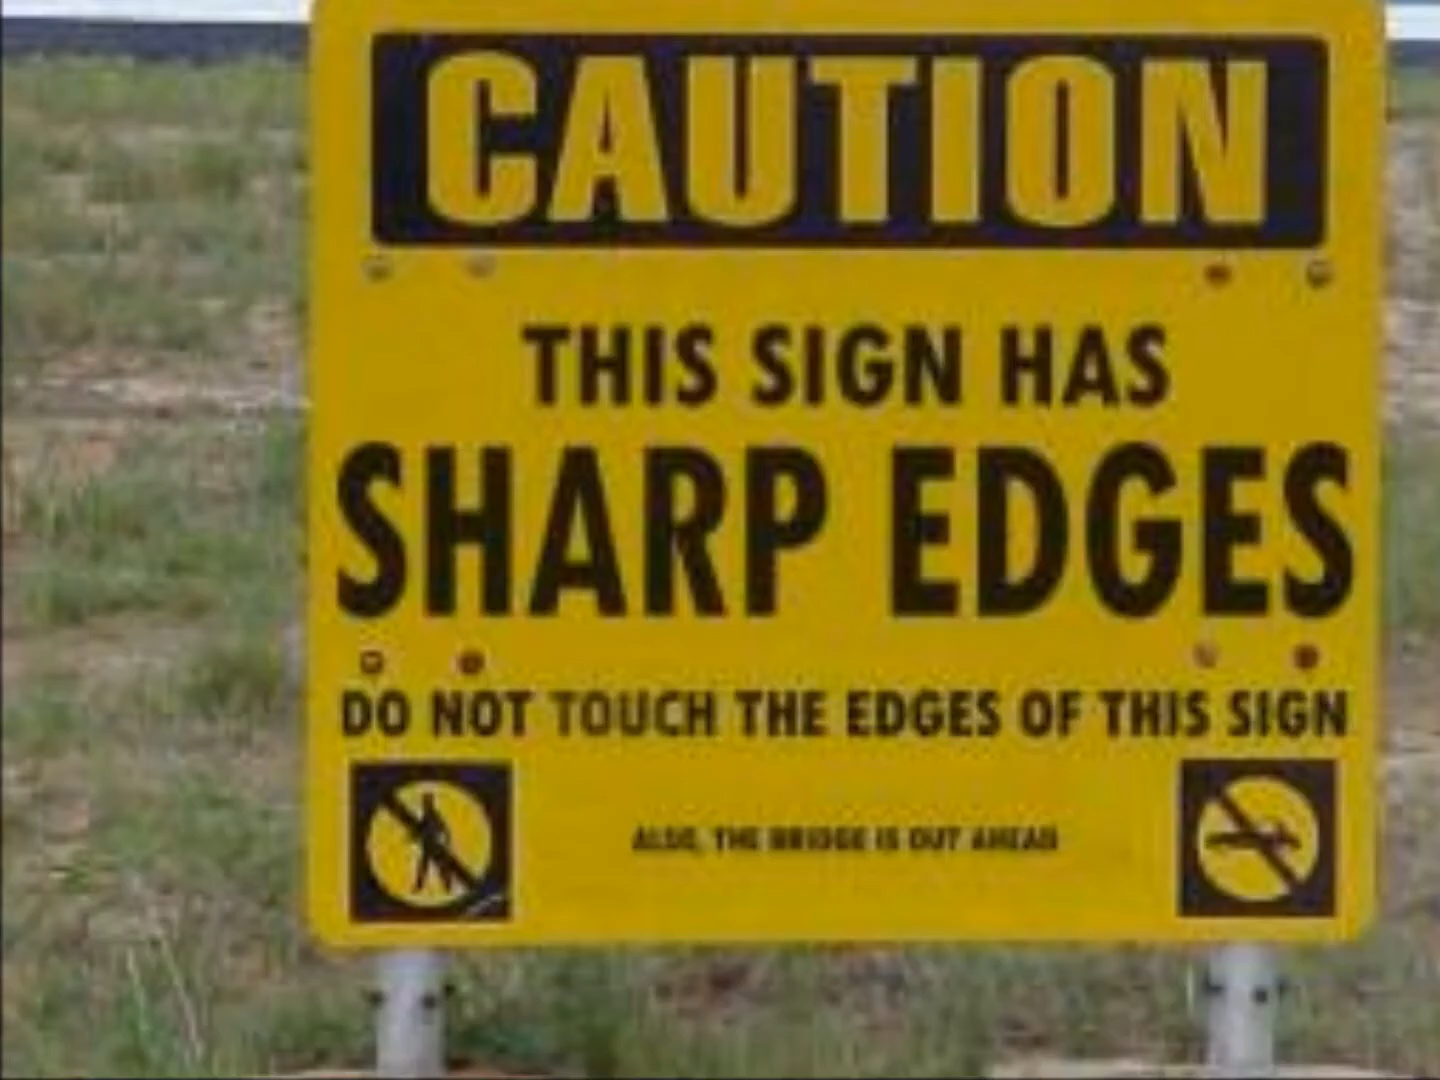 CAUTION
THIS SIGN HAS
SHARP EDGES
DO NOT TOUCH THE EDGES OF THIS SIGN
ALSO, THE BRIDGE IS OUT AHEAD